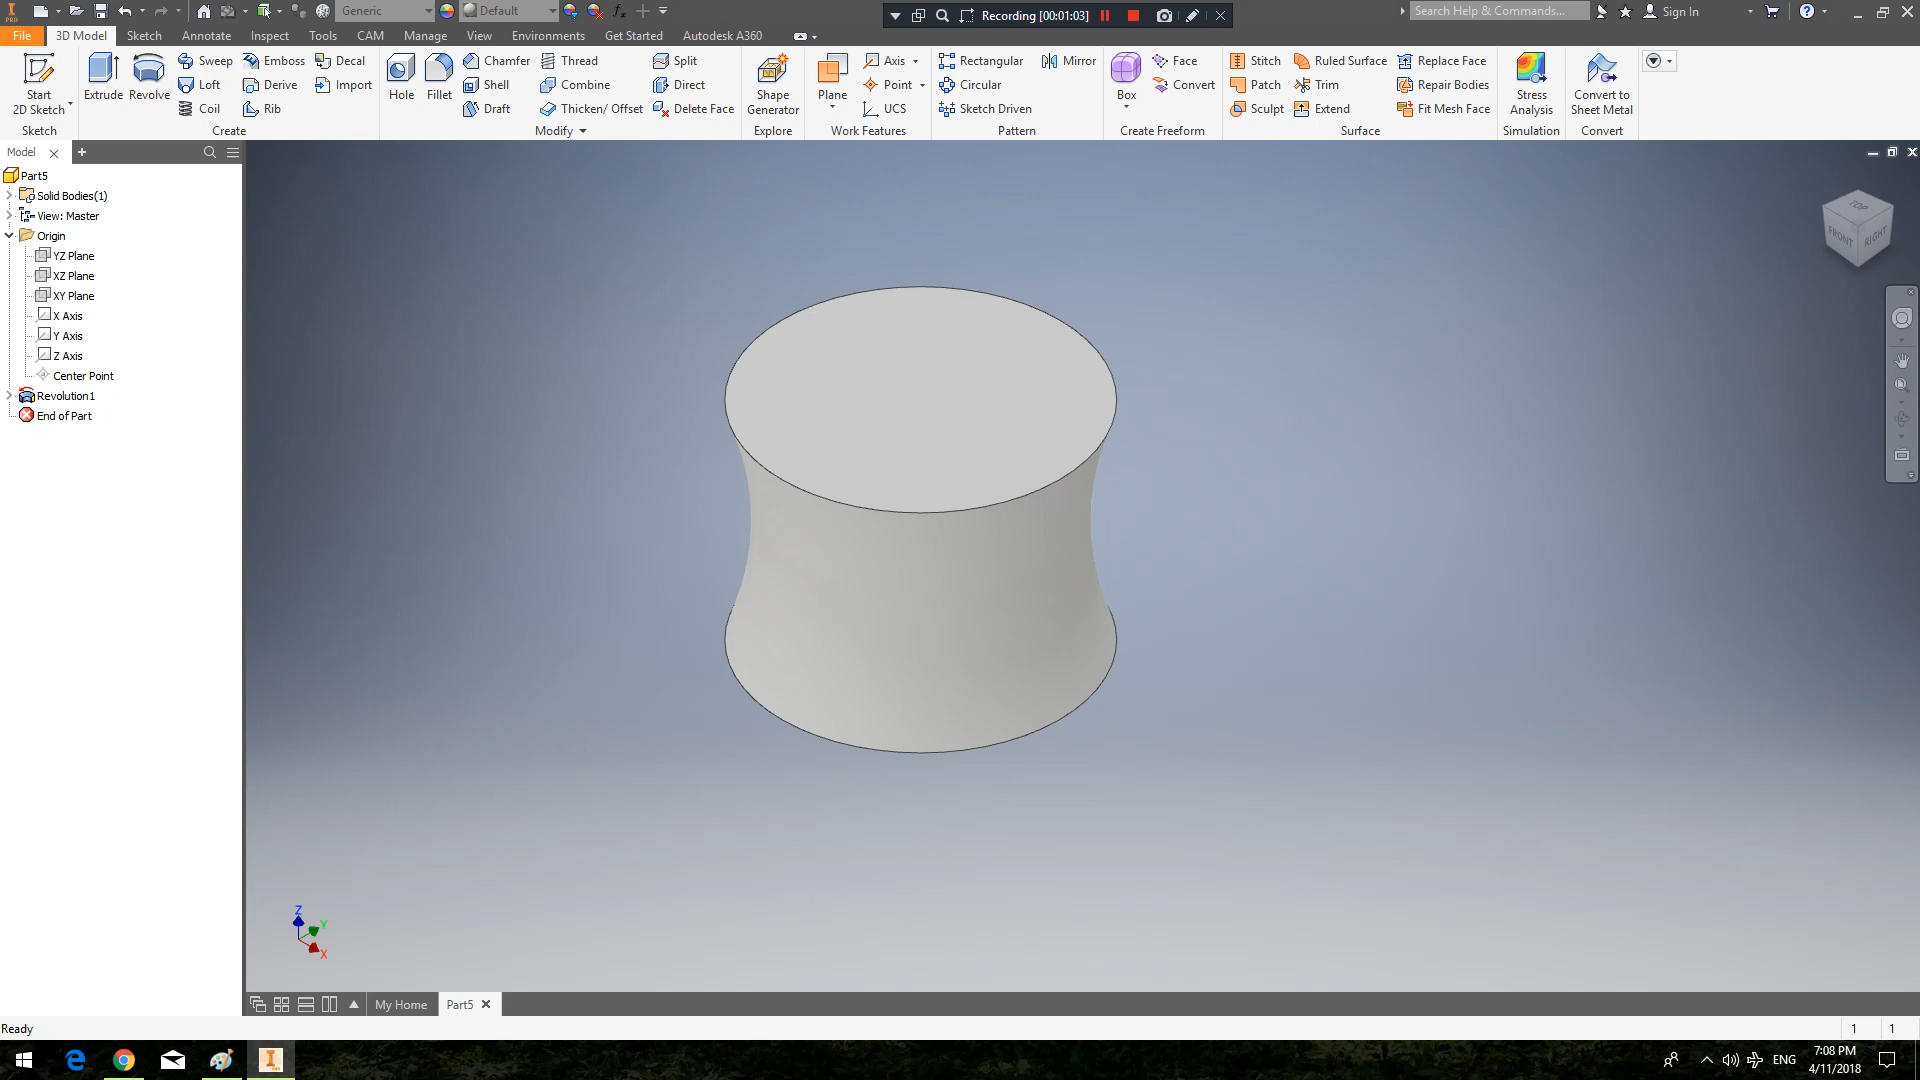 Generic
Default
Recording [00:01:03]
Search Help & Commands...
Sign In
File 3D Model Sketch Annotate Inspect Tools CAM Manage View Environments Get Started Autodesk A360
Start
2D Sketch
Sketch
Extrude
Revolve
Sweep
Loft
Coil
Emboss
Derive
Rib
Decal
Import
Create
Hole
Fillet
Chamfer
Shell
Draft
Thread
Combine
Thicken/ Offset
Split
Direct
Delete Face
Modify
Shape
Generator
Explore
Plane
Axis
Point
UCS
Work Features
Rectangular
Circular
Sketch Driven
Mirror
Pattern
Box
Face
Convert
Create Freeform
Stitch
Patch
Sculpt
Ruled Surface
Trim
Extend
Replace Face
Repair Bodies
Fit Mesh Face
Surface
Stress
Analysis
Simulation
Convert to
Sheet Metal
Convert
Model
Part5
Solid Bodies(1)
View: Master
Origin
YZ Plane
XZ Plane
XY Plane
X Axis
Y Axis
Z Axis
Center Point
Revolution1
End of Part
TOP
FRONT
RIGHT
Z
Y
X
My Home
Part5
Ready
1 1
ENG
7:08 PM
4/11/2018